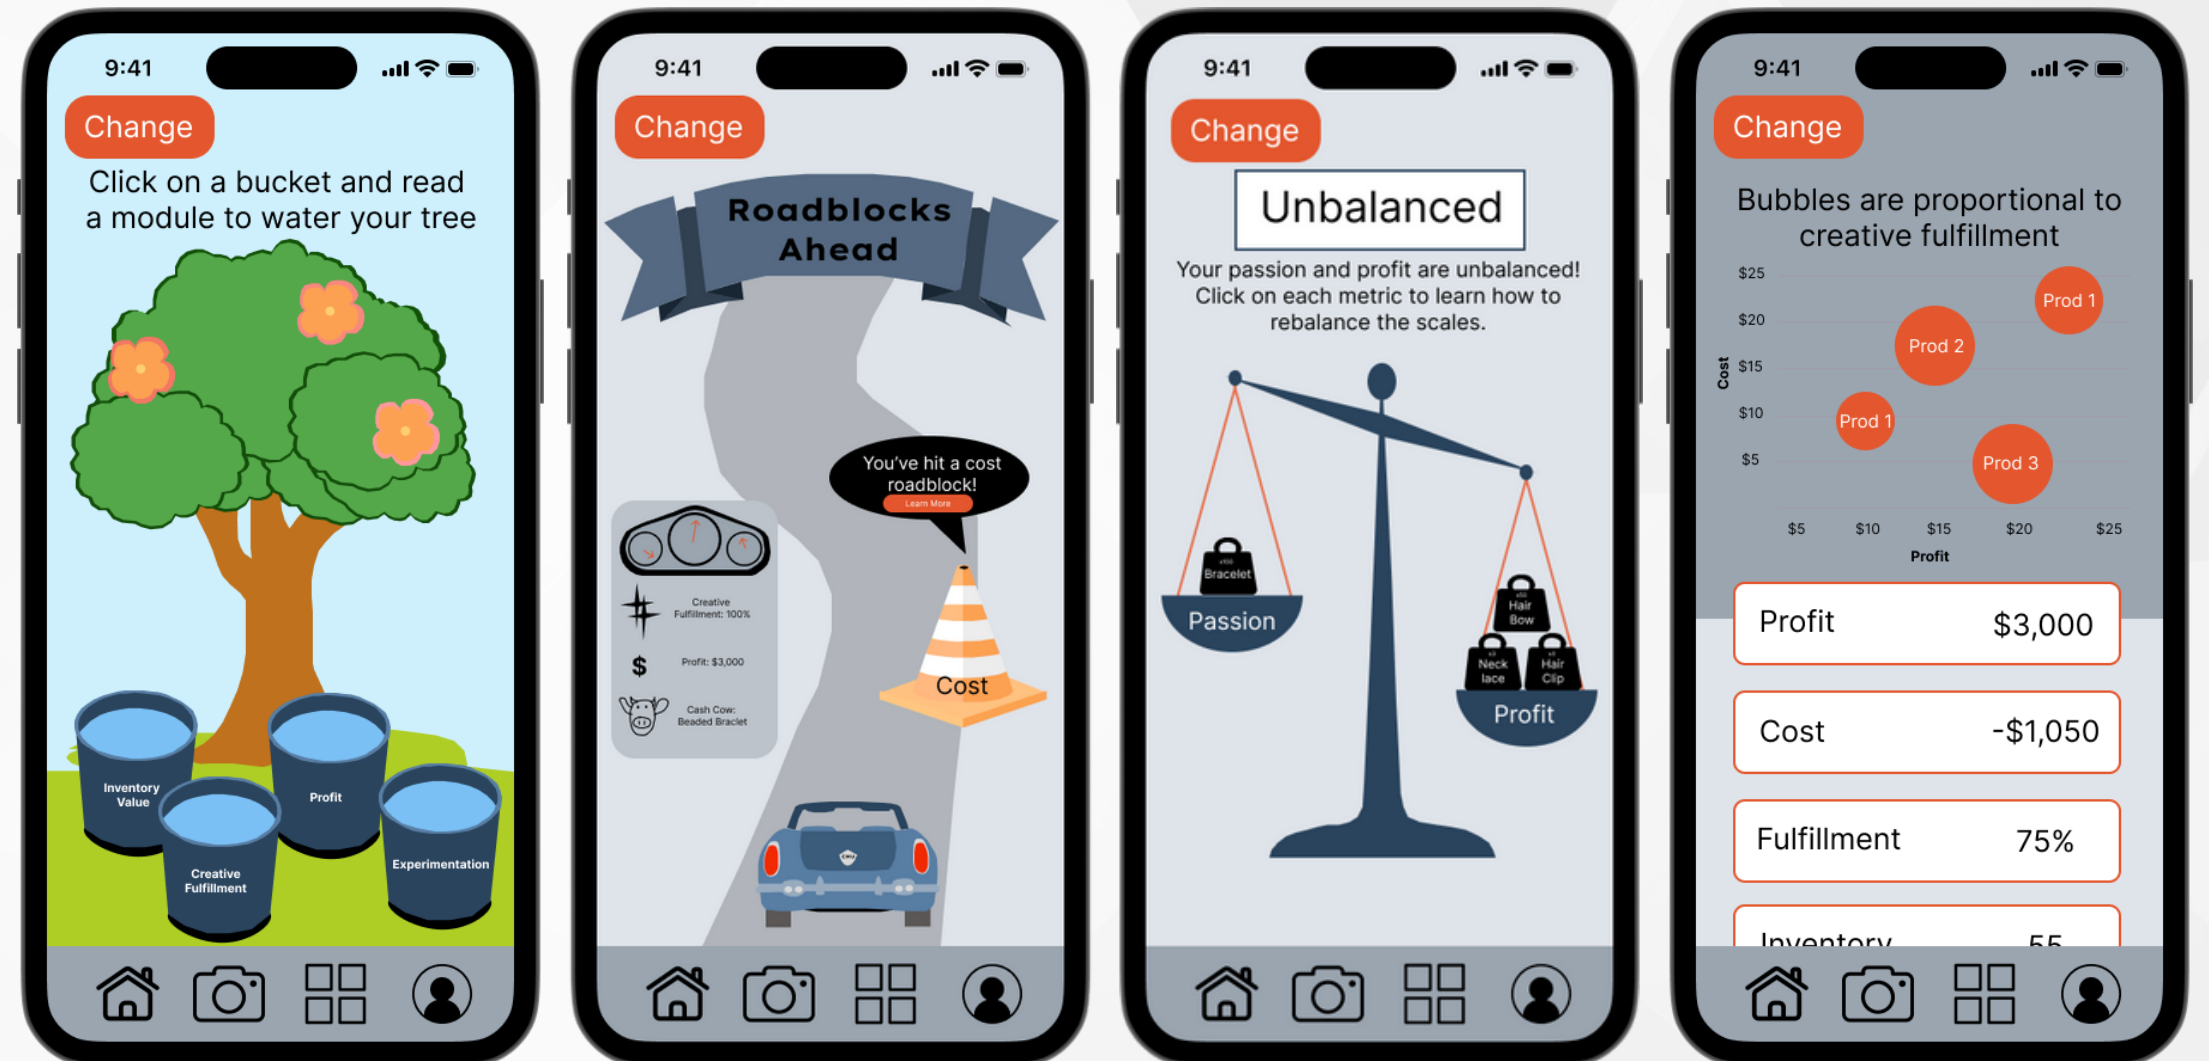 9:41
Change
Click on a bucket and read
a module to water your tree
Inventory
Value
Profit
Creative
Fulfillment
Experimentation
9:41
Change
Roadblocks
Ahead
You've hit a cost
roadblock!
Learn More
Creative
Fulfillment: 100%
$
Profit: $3,000
Cash Cow:
Beaded Braclet
Cost
9:41
Change
Unbalanced
Your passion and profit are unbalanced!
Click on each metric to learn how to
rebalance the scales.
x100
Bracelet
Passion
Hair
Bow
Neck
lace
Hair
Clip
Profit
9:41
Change
Bubbles are proportional to
creative fulfillment
Cost
$25
$20
$15
$10
$5
Prod 1
Prod 2
Prod 1
Prod 3
$5
$10
$15
$20
$25
Profit
Profit
$3,000
Cost
-$1,050
Fulfillment
75%
Inventory
55